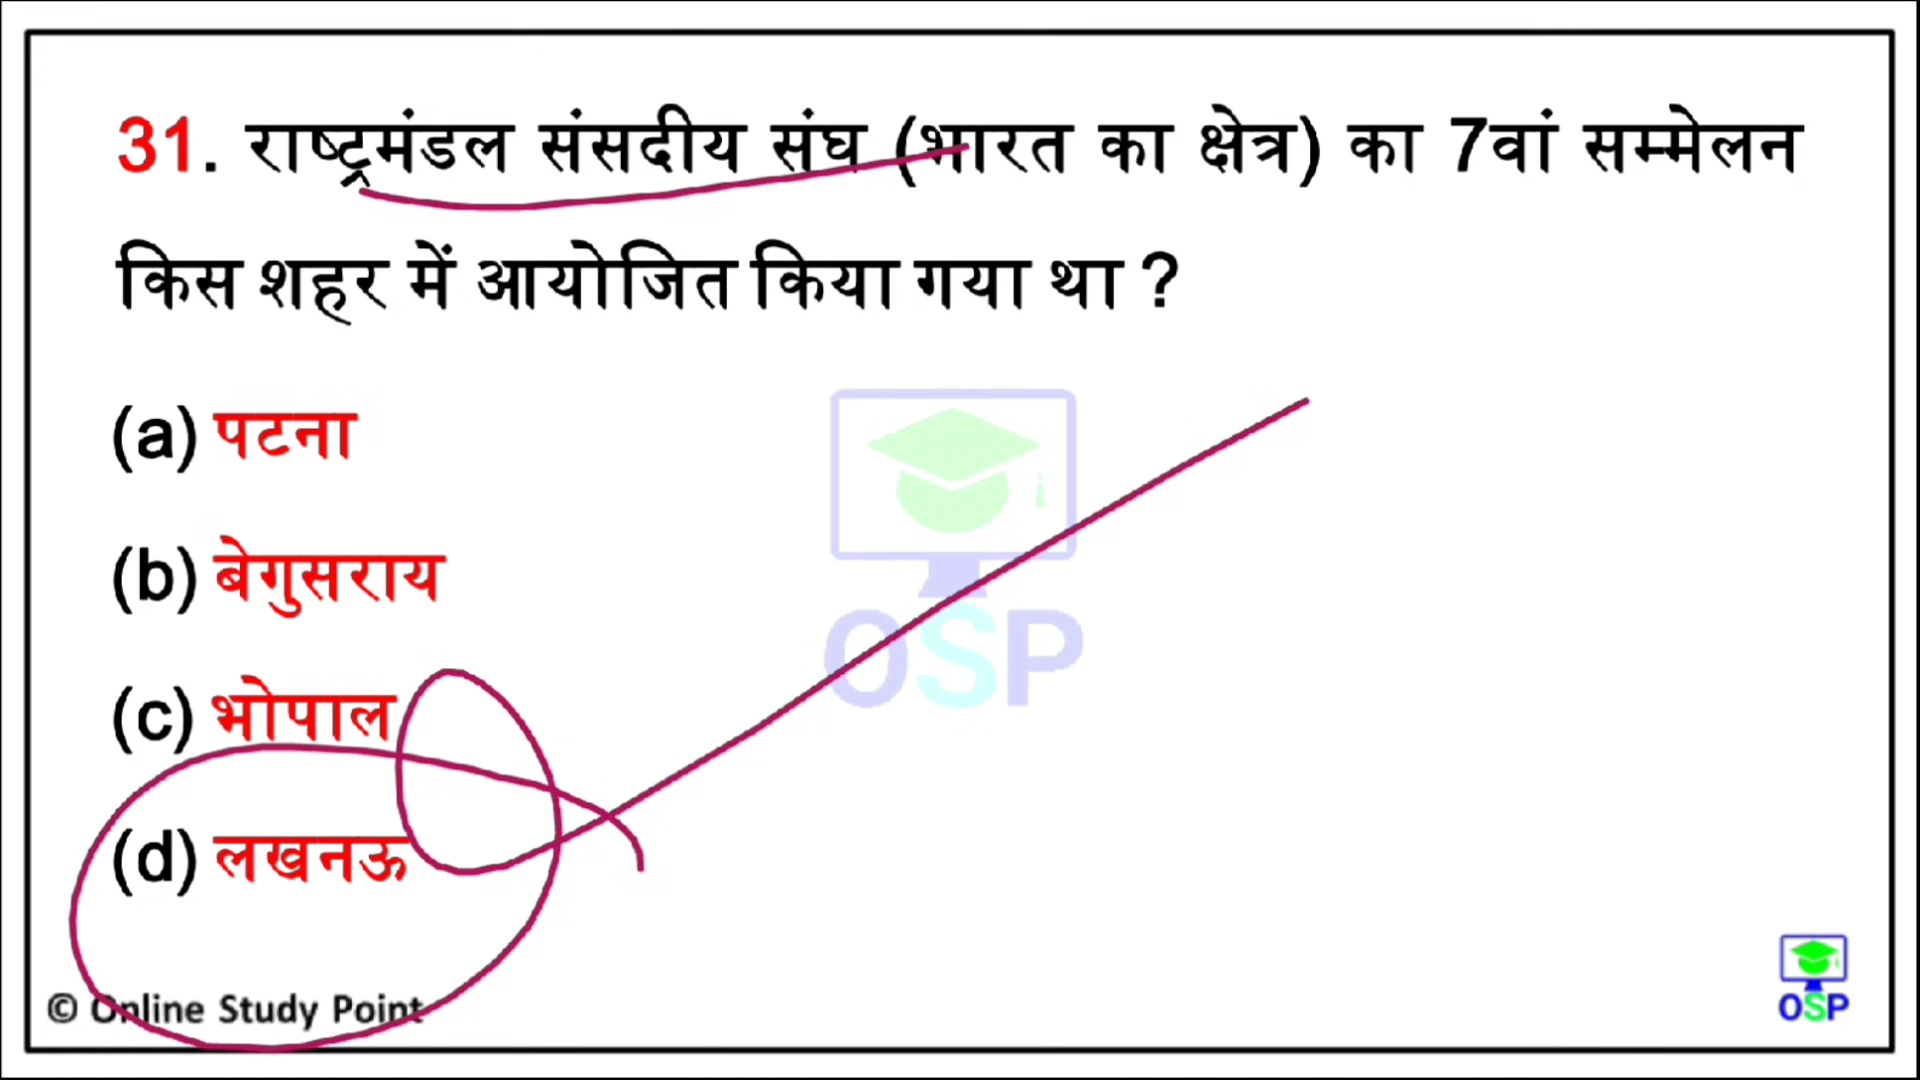 31. राष्ट्रमंडल संसदीय संघ (भारत का क्षेत्र) का 7वां सम्मेलन
किस शहर में आयोजित किया गया था ?
(a) पटना
(b) बेगुसराय
(c) भोपाल
(d) लखनऊ
OSP
© Online Study Point
OSP